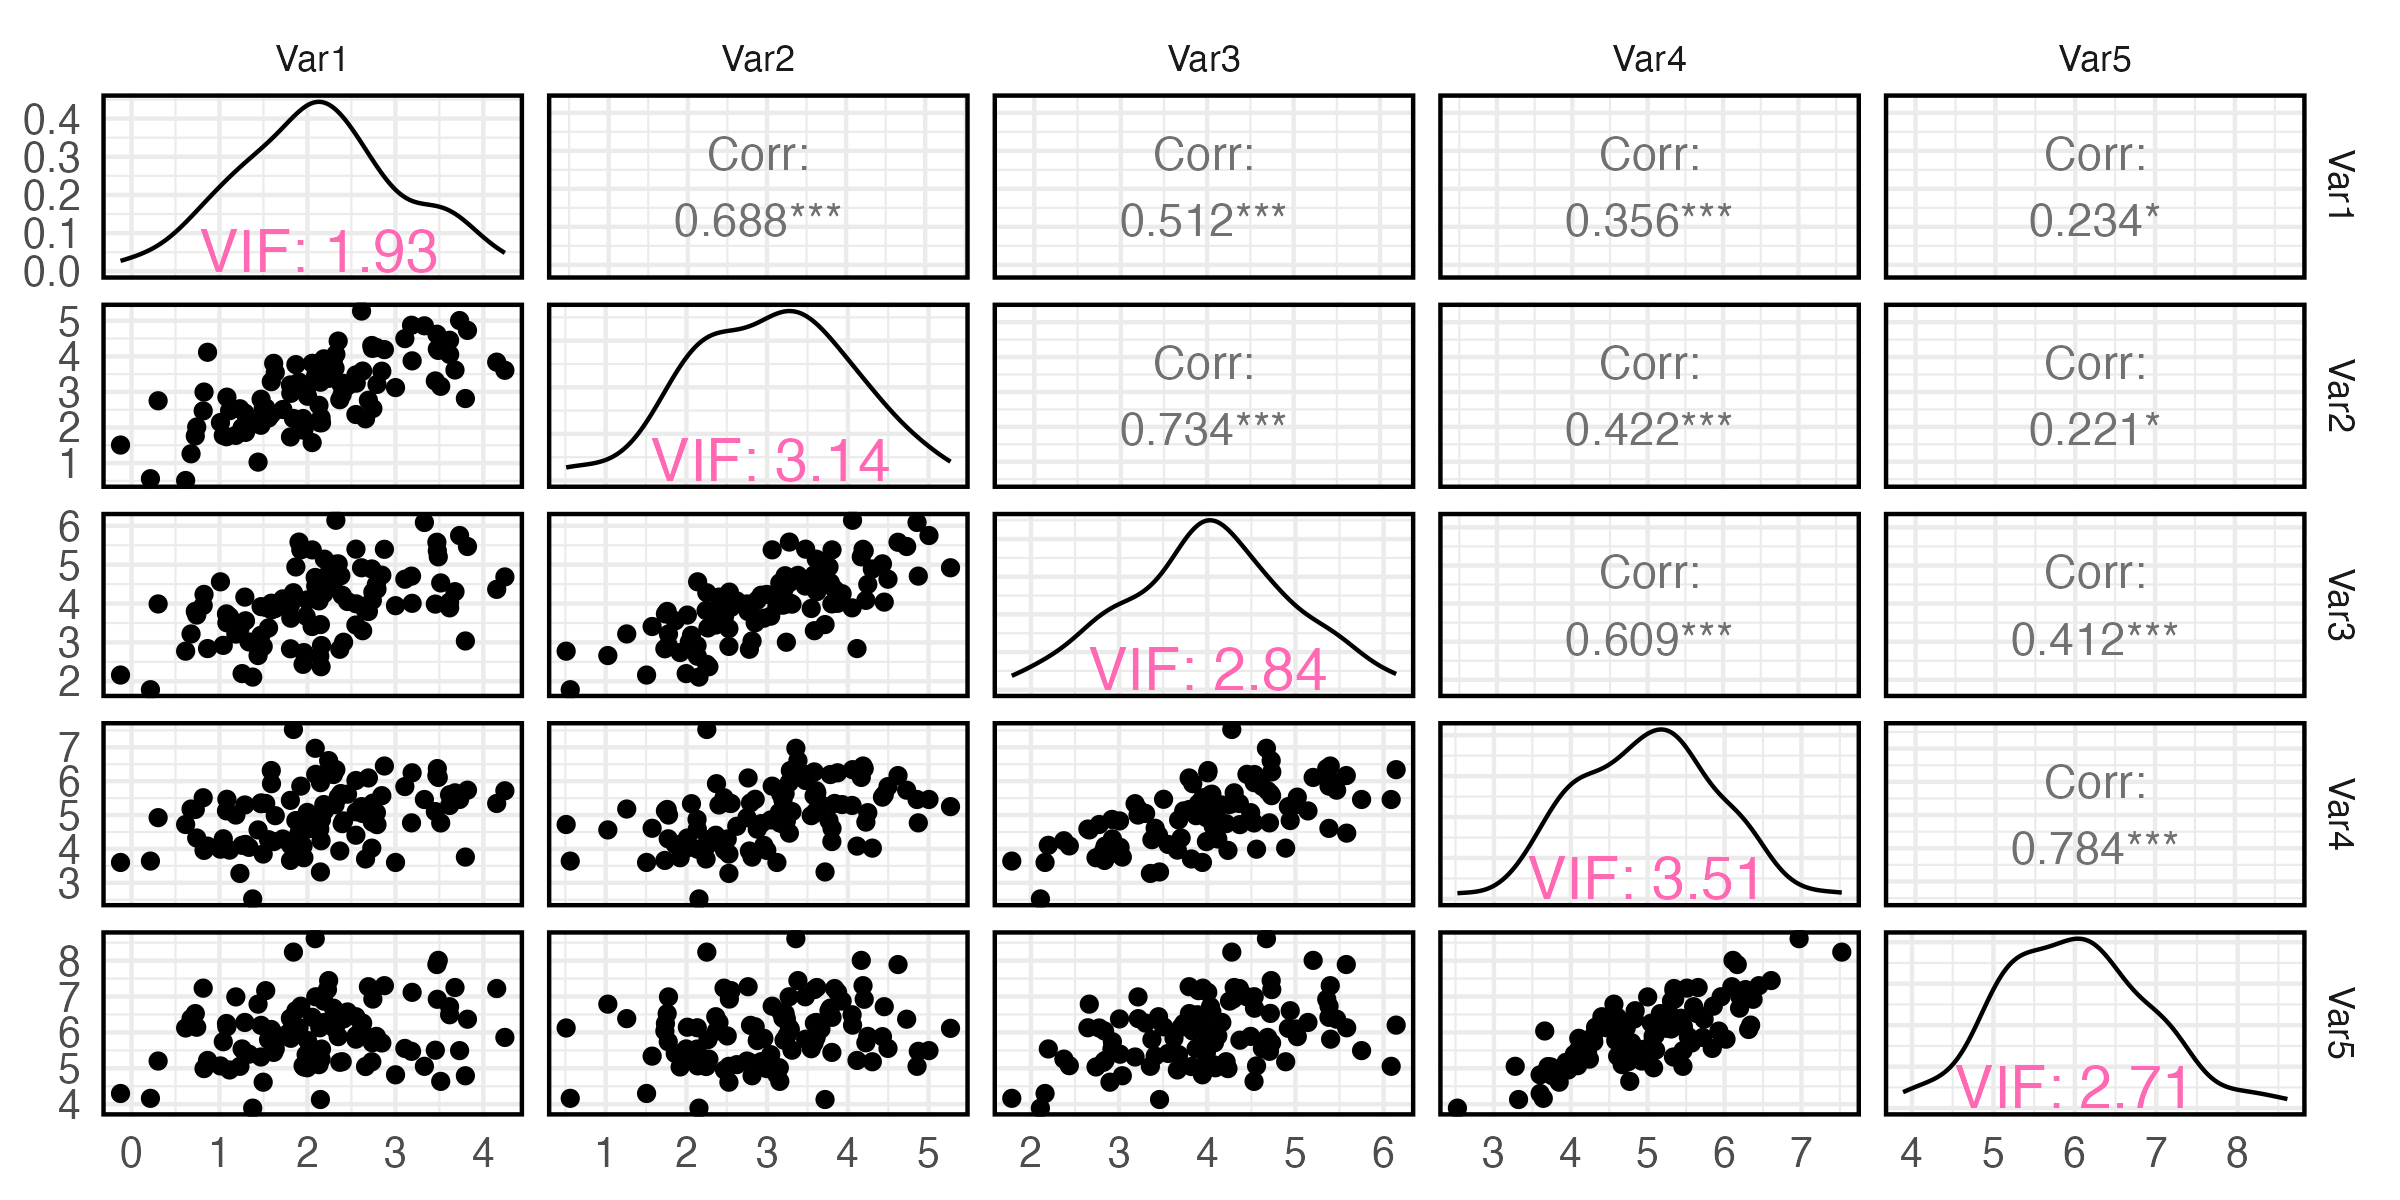 Var1 Var2 Var3 Var4 Var5
0.4
0.3
0.2
0.1
0.0
VIF: 1.93
Corr:
0.688***
Corr:
0.512***
Corr:
0.356***
Corr:
0.234*
Var1
5
4
3
2
1
VIF: 3.14
Corr:
0.734***
Corr:
0.422***
Corr:
0.221*
Var2
6
5
4
3
2
VIF: 2.84
Corr:
0.609***
Corr:
0.412***
Var3
7
6
5
4
3
VIF: 3.51
Corr:
0.784***
Var4
8
7
6
5
4
VIF: 2.71
Var5
0 1 2 3 4
1 2 3 4 5
2 3 4 5 6
3 4 5 6 7
4 5 6 7 8